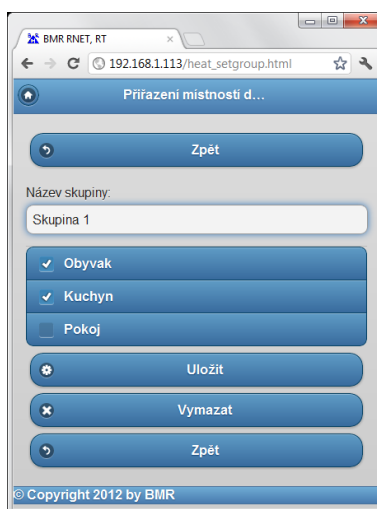 BMR RNET, RT
192.168.1.113/heat_setgroup.html
Přiřazení místností d...
Zpět
Název skupiny:
Skupina 1
Obyvak
Kuchyn
Pokoj
Uložit
Vymazat
Zpět
© Copyright 2012 by BMR